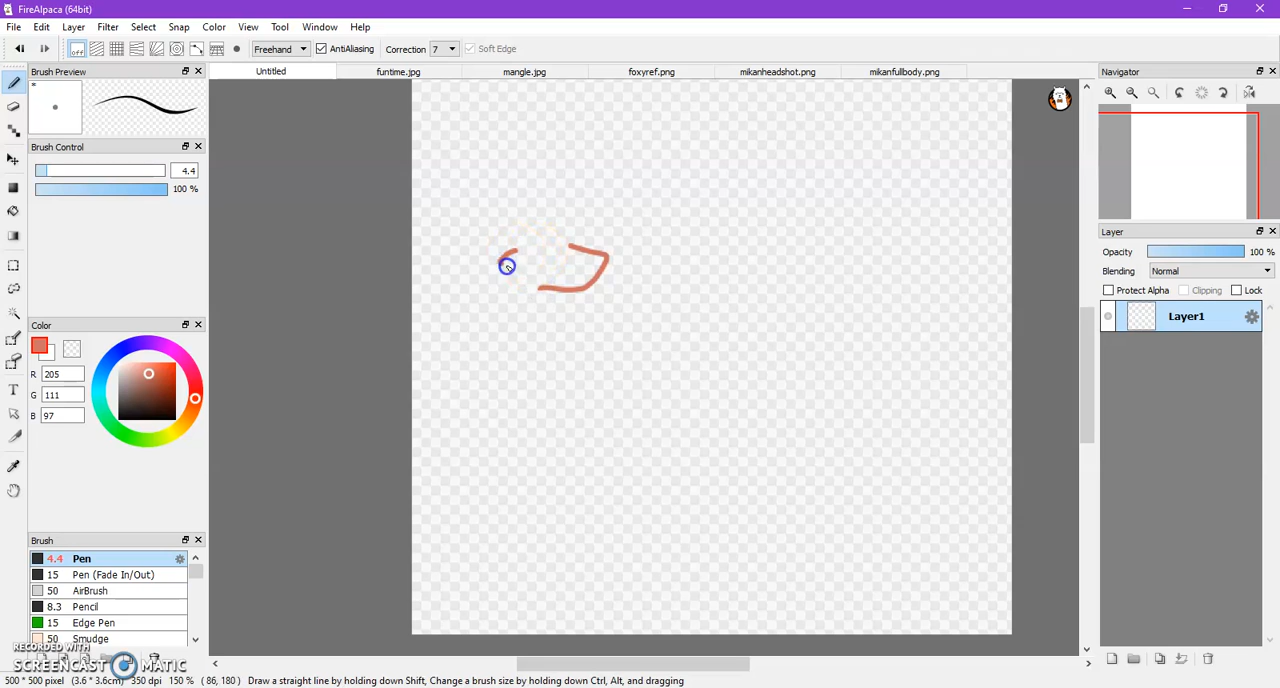 FireAlpaca (64bit)
File Edit Layer Filter Select Snap Color View Tool Window Help
off Freehand AntiAliasing Correction 7 Soft Edge
Brush Preview
Untitled funtime.jpg mangle.jpg foxyref.png mikanheadshot.png mikanfullbody.png
Navigator
Brush Control
4.4
100 %
Layer
Opacity 100 %
Blending Normal
Protect Alpha Clipping Lock
Layer1
Color
R 205
G 111
B 97
Brush
4.4 Pen
15 Pen (Fade In/Out)
50 AirBrush
8.3 Pencil
15 Edge Pen
50 Smudge
RECORDED WITH
SCREENCAST MATIC
500 * 500 pixel (3.6 * 3.6cm) 350 dpi 150 % ( 86, 180 ) Draw a straight line by holding down Shift, Change a brush size by holding down Ctrl, Alt, and dragging